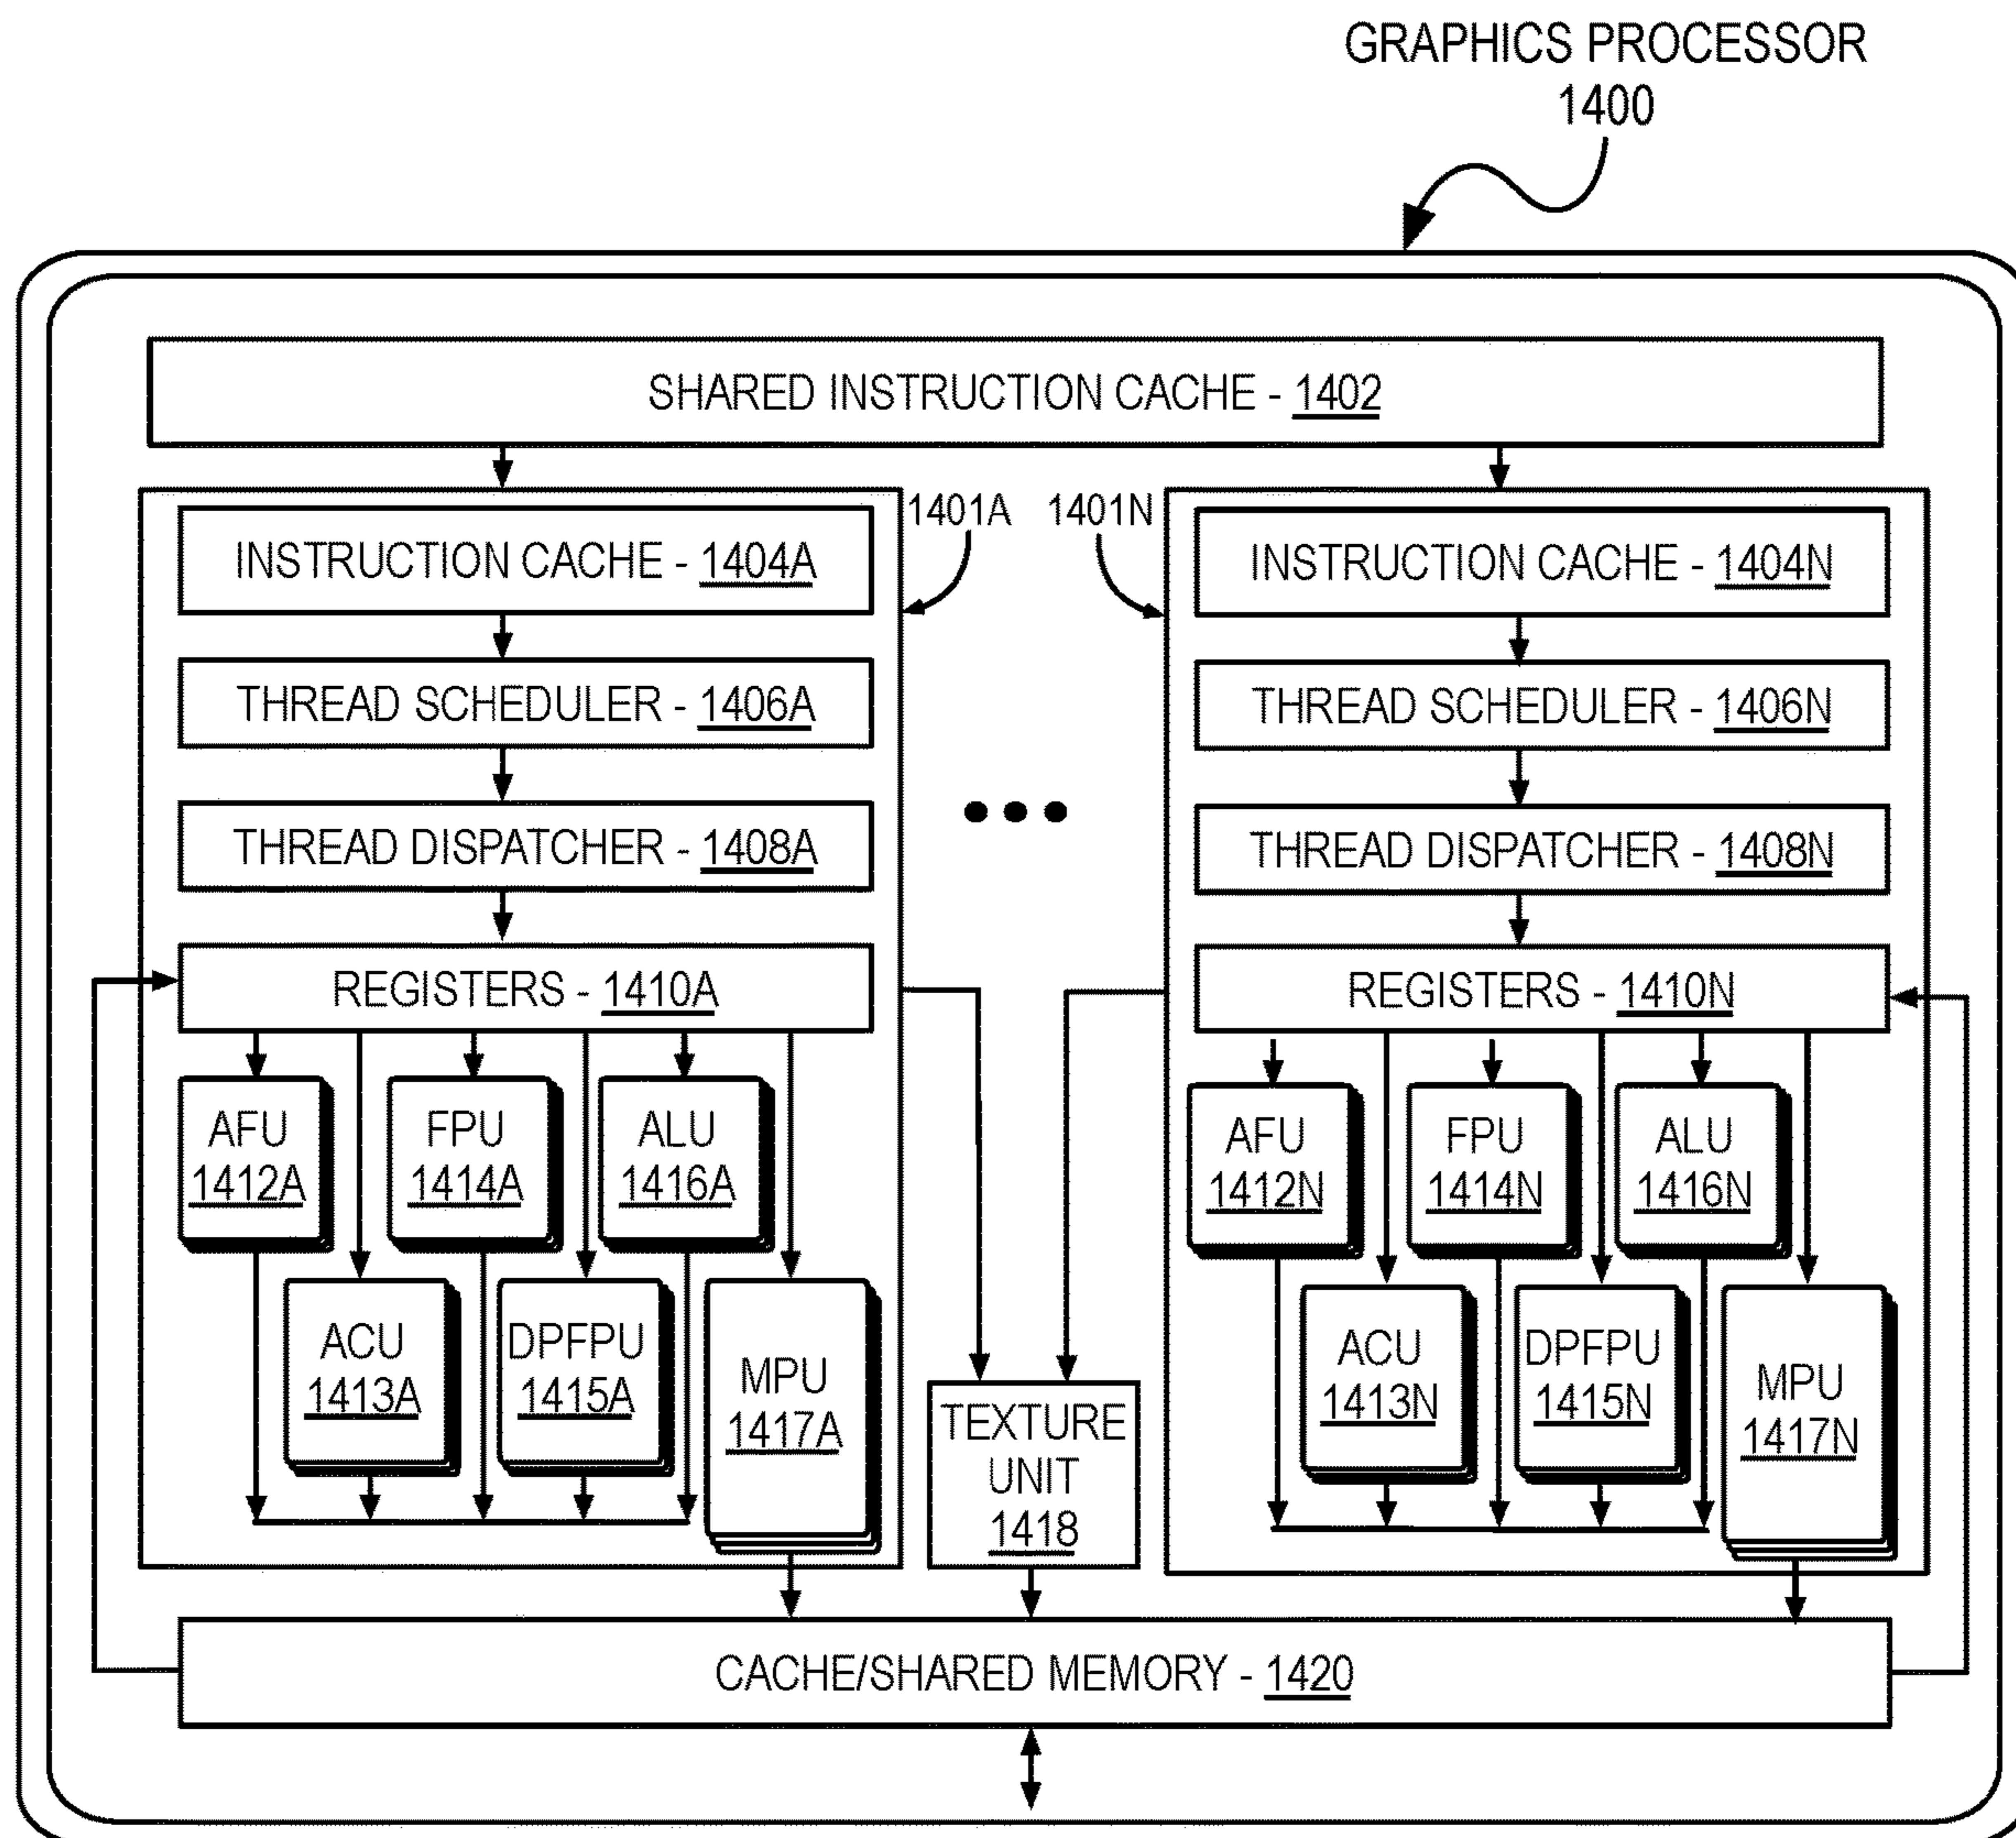 GRAPHICS PROCESSOR
1400
SHARED INSTRUCTION CACHE - 1402
1401A
1401N
INSTRUCTION CACHE - 1404A
THREAD SCHEDULER - 1406A
THREAD DISPATCHER - 1408A
REGISTERS - 1410A
AFU
1412A
FPU
1414A
ALU
1416A
ACU
1413A
DPFPU
1415A
MPU
1417A
TEXTURE
UNIT
1418
INSTRUCTION CACHE - 1404N
THREAD SCHEDULER - 1406N
THREAD DISPATCHER - 1408N
REGISTERS - 1410N
AFU
1412N
FPU
1414N
ALU
1416N
ACU
1413N
DPFPU
1415N
MPU
1417N
CACHE/SHARED MEMORY - 1420